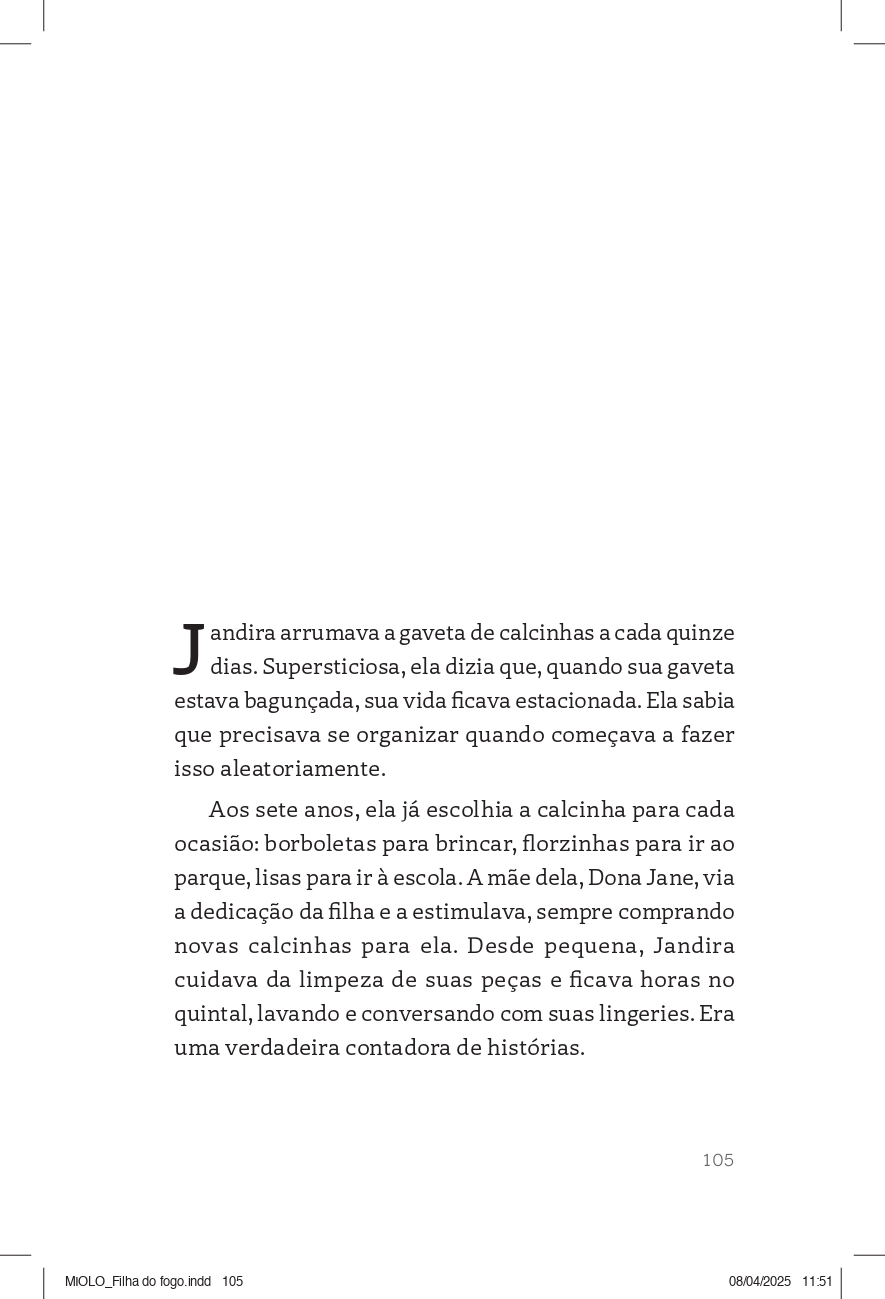 Jandira arrumava a gaveta de calcinhas a cada quinze
dias. Supersticiosa, ela dizia que, quando sua gaveta
estava bagunçada, sua vida ficava estacionada. Ela sabia
que precisava se organizar quando começava a fazer
isso aleatoriamente.
Aos sete anos, ela já escolhia a calcinha para cada
ocasião: borboletas para brincar, florzinhas para ir ao
parque, lisas para ir à escola. A mãe dela, Dona Jane, via
a dedicação da filha e a estimulava, sempre comprando
novas calcinhas para ela. Desde pequena, Jandira
cuidava da limpeza de suas peças e ficava horas no
quintal, lavando e conversando com suas lingeries. Era
uma verdadeira contadora de histórias.
105
MIOLO_Filha do fogo.indd 105
08/04/2025 11:51